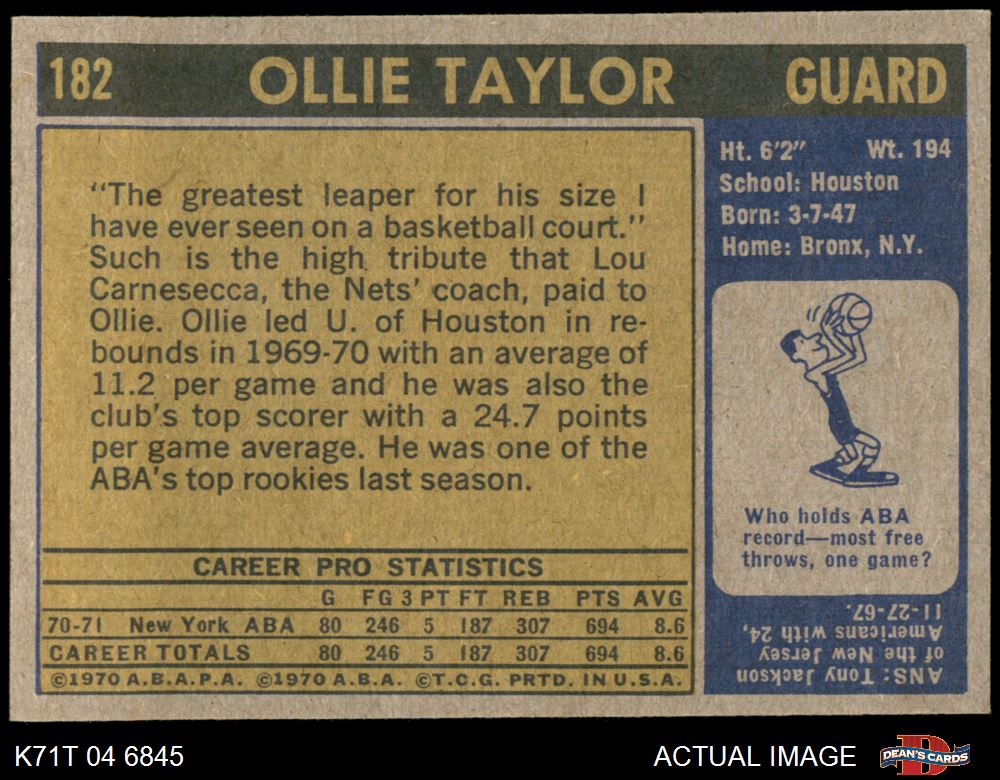 182 OLLIE TAYLOR GUARD
"The greatest leaper for his size I
have ever seen on a basketball court."
Such is the high tribute that Lou
Carnesecca, the Nets' coach, paid to
Ollie. Ollie led U. of Houston in re-
bounds in 1969-70 with an average of
11.2 per game and he was also the
club's top scorer with a 24.7 points
per game average. He was one of the
ABA's top rookies last season.
CAREER PRO STATISTICS
G FG 3 PT FT REB PTS AVG
70-71 New York ABA 80 246 5 187 307 694 8.6
CAREER TOTALS 80 246 5 187 307 694 8.6
©1970 A.B.A.P.A. ©1970 A.B.A. ©T.C.G. PRTD. IN U.S.A.
Ht. 6'2" Wt. 194
School: Houston
Born: 3-7-47
Home: Bronx, N.Y.
Who holds ABA
record—most free
throws, one game?
ANS: Tony Jackson
of the New Jersey
Americans with 24,
11-27-67.
K71T 04 6845 ACTUAL IMAGE DEAN'S CARDS